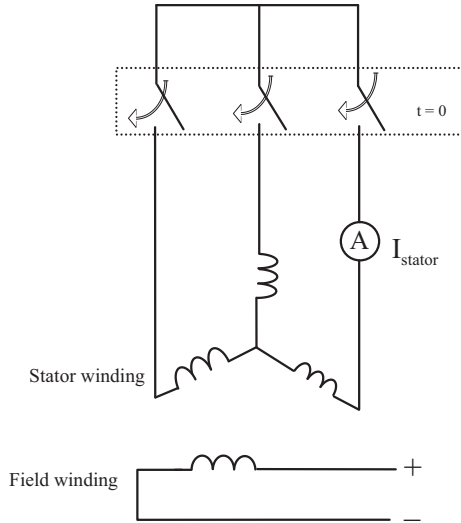 t = 0
A
I stator
Stator winding
Field winding
+
−